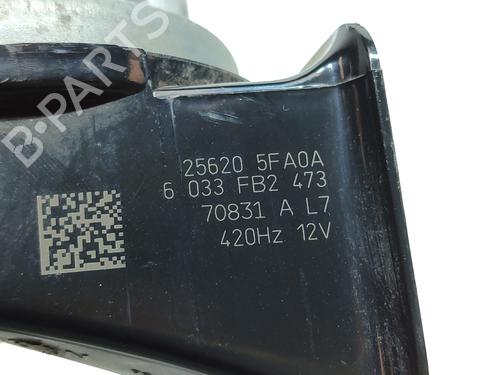 B-PARTS
25620 5FA0A
6 033 FB2 473
70831 A L7
420Hz 12V